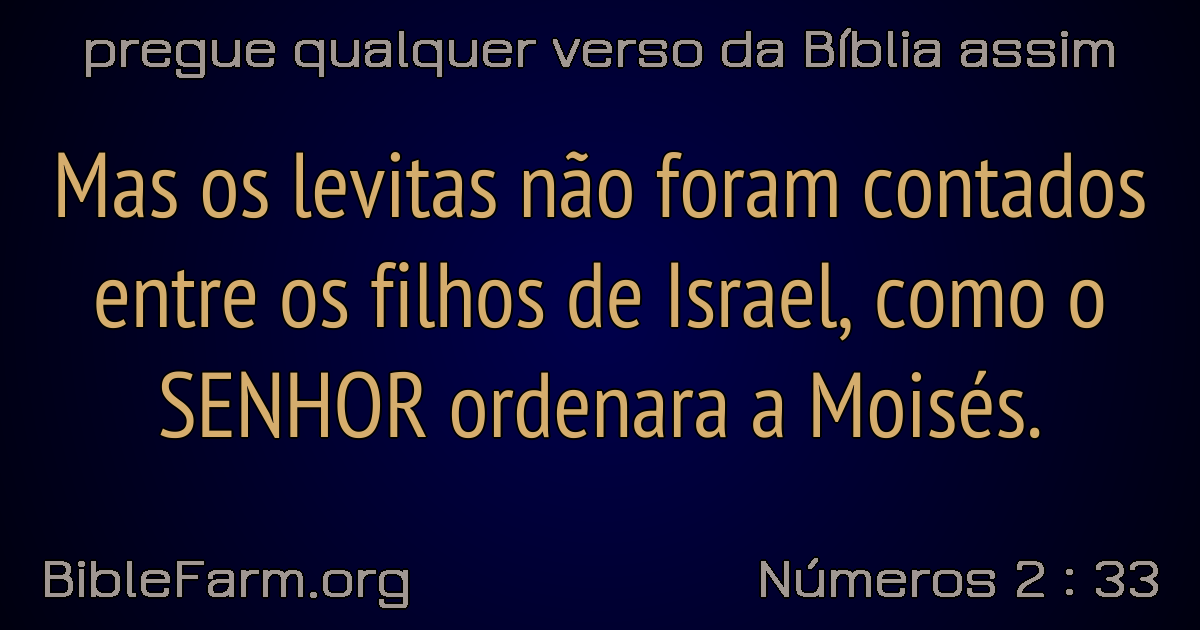 pregue qualquer verso da Bíblia assim
Mas os levitas não foram contados
entre os filhos de Israel, como o
SENHOR ordenara a Moisés.
BibleFarm.org
Números 2 : 33